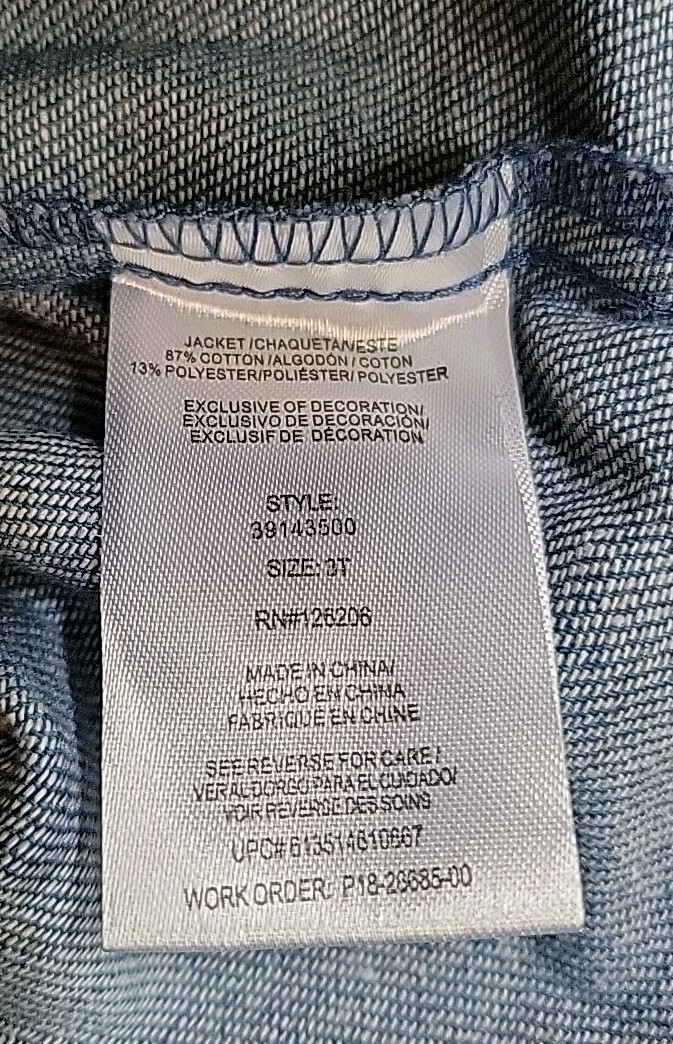 JACKET/CHAQUETA/VESTE
87% COTTON/ALGODÓN/COTON
13% POLYESTER/POLIÉSTER/POLYESTER
EXCLUSIVE OF DECORATION/
EXCLUSIVO DE DECORACIÓN/
EXCLUSIF DE DÉCORATION
STYLE:
39143500
SIZE: 3T
RN#126206
MADE IN CHINA/
HECHO EN CHINA
FABRIQUÉ EN CHINE
SEE REVERSE FOR CARE/
VER AL DORSO PARA EL CUIDADO/
VOIR REVERSE DES SOINS
UPC#
WORK ORDER: P18-28685-00